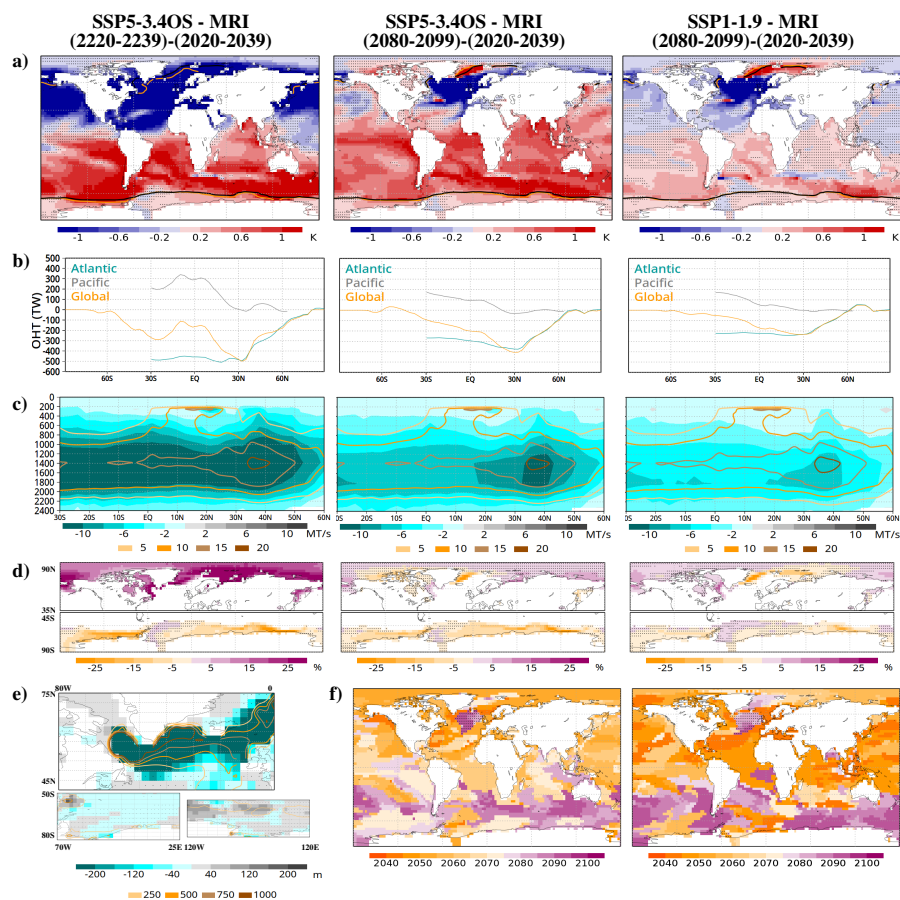 SSP5-3.4OS - MRI SSP5-3.4OS - MRI SSP1-1.9 - MRI
(2220-2239)-(2020-2039) (2080-2099)-(2020-2039) (2080-2099)-(2020-2039)
a)
-1 -0.6 -0.2 0.2 0.6 1 K -1 -0.6 -0.2 0.2 0.6 1 K -1 -0.6 -0.2 0.2 0.6 1 K
b)
OHT (TW)
500
400
300
200
100
0
-100
-200
-300
-400
-500
-600
Atlantic Atlantic Atlantic
Pacific Pacific Pacific
Global Global Global
60S 30S EQ 30N 60N 60S 30S EQ 30N 60N 60S 30S EQ 30N 60N
c)
0
200
400
600
800
1000
1200
1400
1600
1800
2000
2200
2400
30S 20S 10S EQ 10N 20N 30N 40N 50N 60N 30S 20S 10S EQ 10N 20N 30N 40N 50N 60N 30S 20S 10S EQ 10N 20N 30N 40N 50N 60N
-10 -6 -2 2 6 10 MT/s -10 -6 -2 2 6 10 MT/s -10 -6 -2 2 6 10 MT/s
5 10 15 20 5 10 15 20 5 10 15 20
d)
90N
35N
45S
90S
-25 -15 -5 5 15 25 % -25 -15 -5 5 15 25 % -25 -15 -5 5 15 25 %
e)
80W 0
75N
45N
50S
80S
70W 25E 120W 120E
-200 -120 -40 40 120 200 m
250 500 750 1000
f)
2040 2050 2060 2070 2080 2090 2100 2040 2050 2060 2070 2080 2090 2100